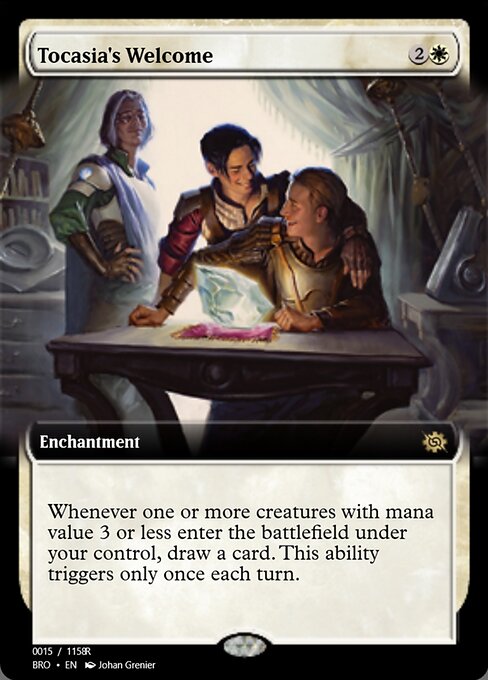 Tocasia's Welcome 2
Enchantment
Whenever one or more creatures with mana
value 3 or less enter the battlefield under
your control, draw a card. This ability
triggers only once each turn.
0015 / 1158R
BRO • EN Johan Grenier